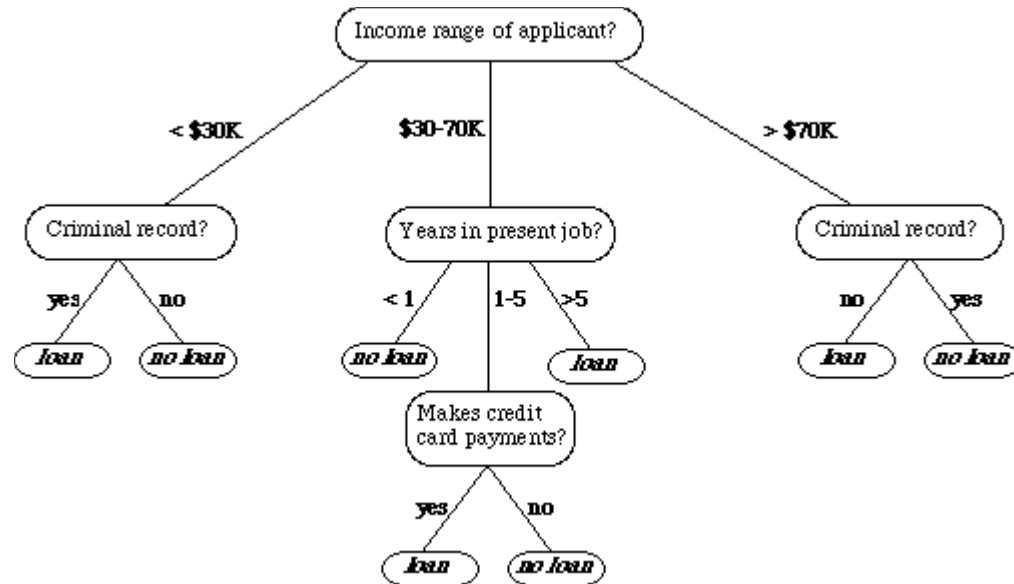 Income range of applicant?
< $30K
$30-70K
> $70K
Criminal record?
Years in present job?
Criminal record?
yes
no
< 1
1-5
>5
no
yes
loan
no loan
no loan
loan
loan
no loan
Makes credit
card payments?
yes
no
loan
no loan